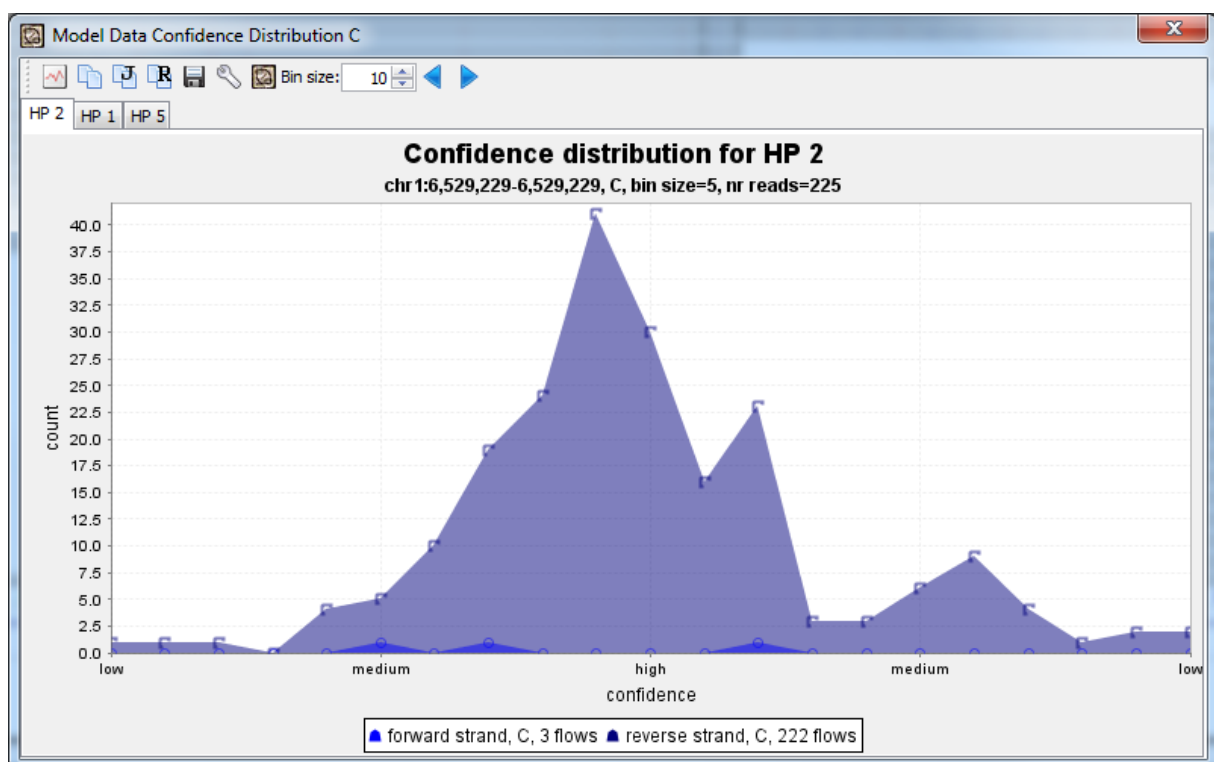 Model Data Confidence Distribution C
Bin size: 10
HP 2 HP 1 HP 5
Confidence distribution for HP 2
chr1:6,529,229-6,529,229, C, bin size=5, nr reads=225
40.0
37.5
35.0
32.5
30.0
27.5
25.0
22.5
20.0
17.5
15.0
12.5
10.0
7.5
5.0
2.5
0.0
count
low medium high medium low
confidence
forward strand, C, 3 flows reverse strand, C, 222 flows